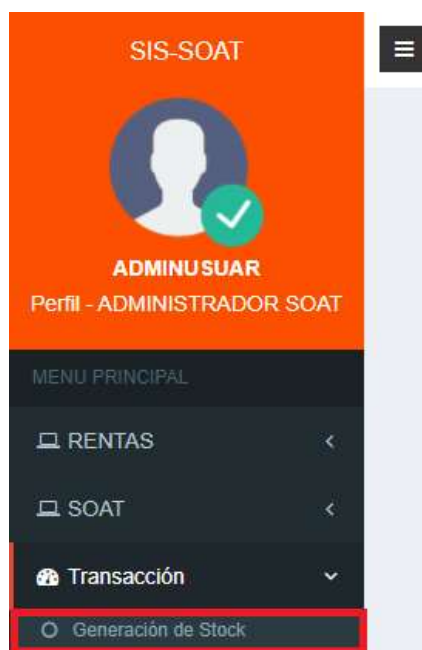 SIS-SOAT
ADMINUSUAR
Perfil - ADMINISTRADOR SOAT
MENU PRINCIPAL
RENTAS
SOAT
Transacción
Generación de Stock